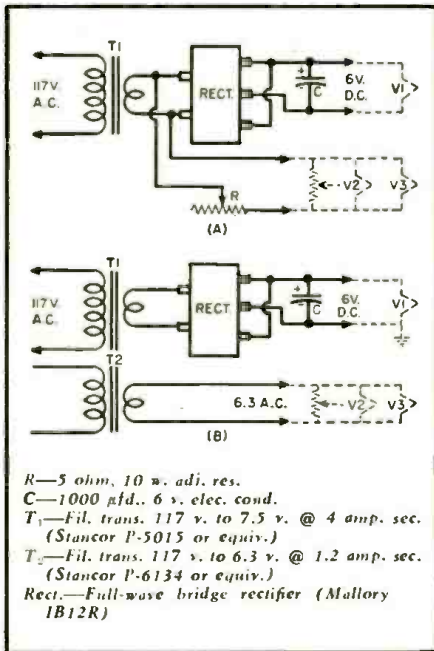 T1
117V.
A.C.
RECT.
+
C
6V.
D.C.
V1
R
V2
V3
(A)
T1
117V.
A.C.
RECT.
+
C
6V.
D.C.
V1
T2
6.3 A.C.
V2
V3
(B)
R—5 ohm, 10 w. adj. res.
C—1000 μfd., 6 v. elec. cond.
T₁—Fil. trans. 117 v. to 7.5 v. @ 4 amp. sec.
(Stancor P-5015 or equiv.)
T₂—Fil. trans. 117 v. to 6.3 v. @ 1.2 amp. sec.
(Stancor P-6134 or equiv.)
Rect.—Full-wave bridge rectifier (Mallory
1B12R)